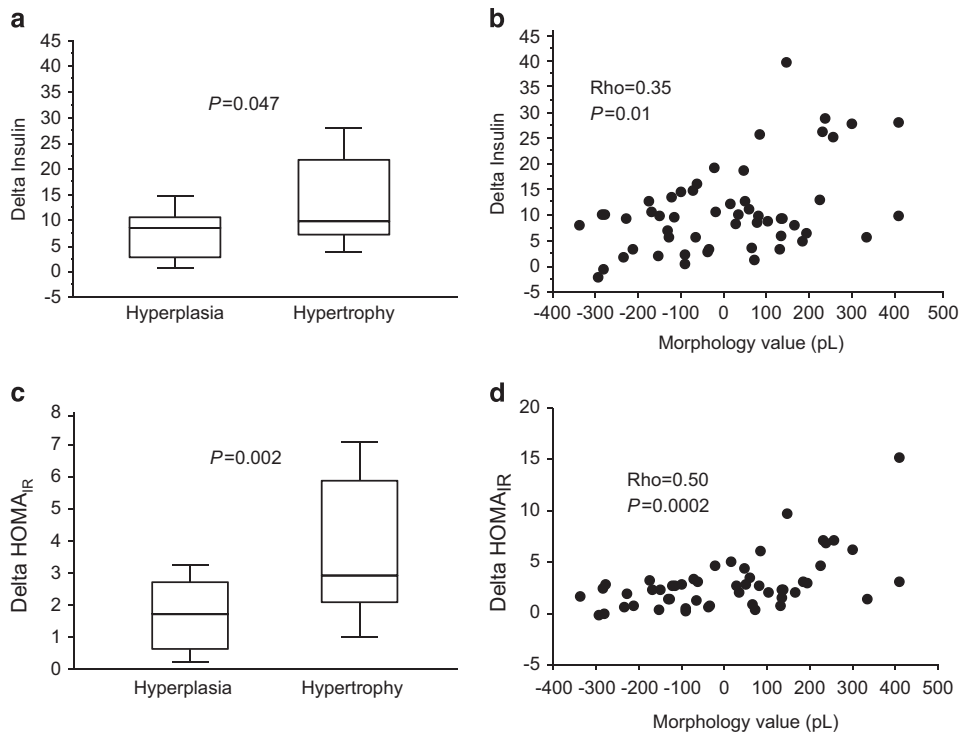 a
45
40
35
30
25
20
15
10
5
0
-5
Delta Insulin
P=0.047
Hyperplasia
Hypertrophy
b
45
40
35
30
25
20
15
10
5
0
-5
Delta Insulin
Rho=0.35
P=0.01
-400 -300 -200 -100 0 100 200 300 400 500
Morphology value (pL)
c
8
7
6
5
4
3
2
1
0
Delta HOMAIR
P=0.002
Hyperplasia
Hypertrophy
d
20
15
10
5
0
-5
Delta HOMAIR
Rho=0.50
P=0.0002
-400 -300 -200 -100 0 100 200 300 400 500
Morphology value (pL)